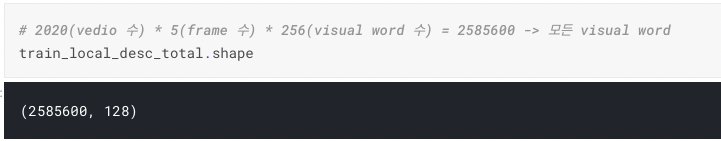 # 2020(vedio 수) * 5(frame 수) * 256(visual word 수) = 2585600 -> 모든 visual word
train_local_desc_total.shape
(2585600, 128)